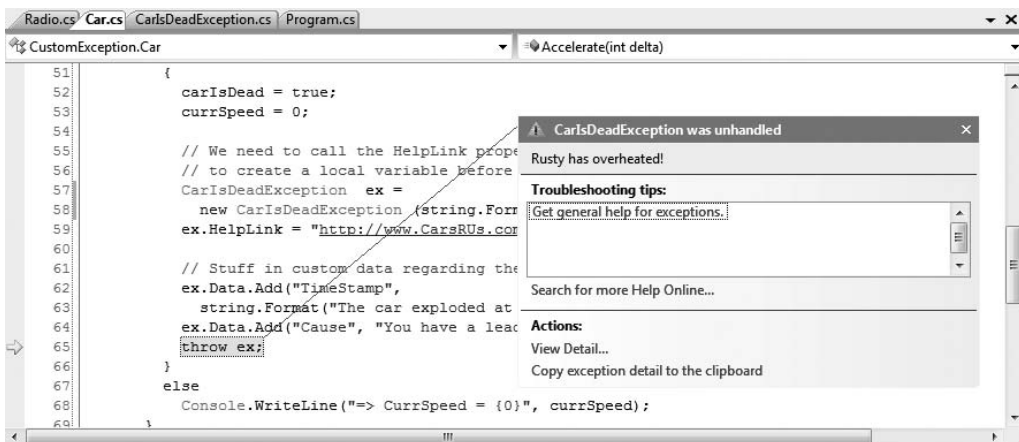 Radio.cs Car.cs CarIsDeadException.cs Program.cs
CustomException.Car Accelerate(int delta)
51 {
52 carIsDead = true;
53 currSpeed = 0;
54
55 // We need to call the HelpLink prope
56 // to create a local variable before
57 CarIsDeadException ex =
58 new CarIsDeadException (string.Form
59 ex.HelpLink = "http://www.CarsRUs.com
60
61 // Stuff in custom data regarding the
62 ex.Data.Add("TimeStamp",
63 string.Format("The car exploded at
64 ex.Data.Add("Cause", "You have a lead
65 throw ex;
66 }
67 else
68 Console.WriteLine("=> CurrSpeed = {0}", currSpeed);
69 }
CarIsDeadException was unhandled
Rusty has overheated!
Troubleshooting tips:
Get general help for exceptions.
Search for more Help Online...
Actions:
View Detail...
Copy exception detail to the clipboard